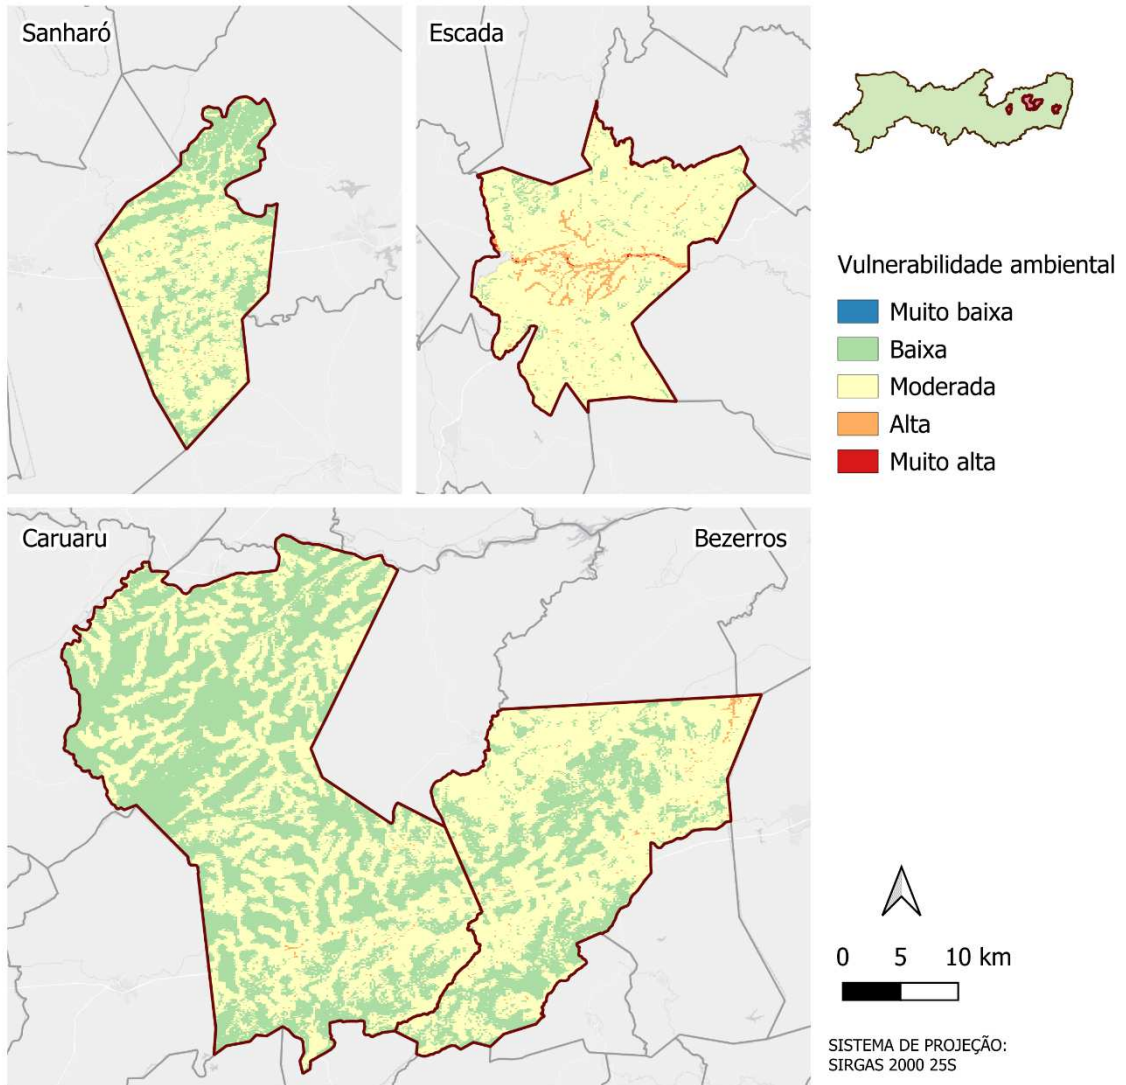 Sanharó
Escada
Vulnerabilidade ambiental
Muito baixa
Baixa
Moderada
Alta
Muito alta
Caruaru
Bezerros
0 5 10 km
SISTEMA DE PROJEÇÃO:
SIRGAS 2000 25S